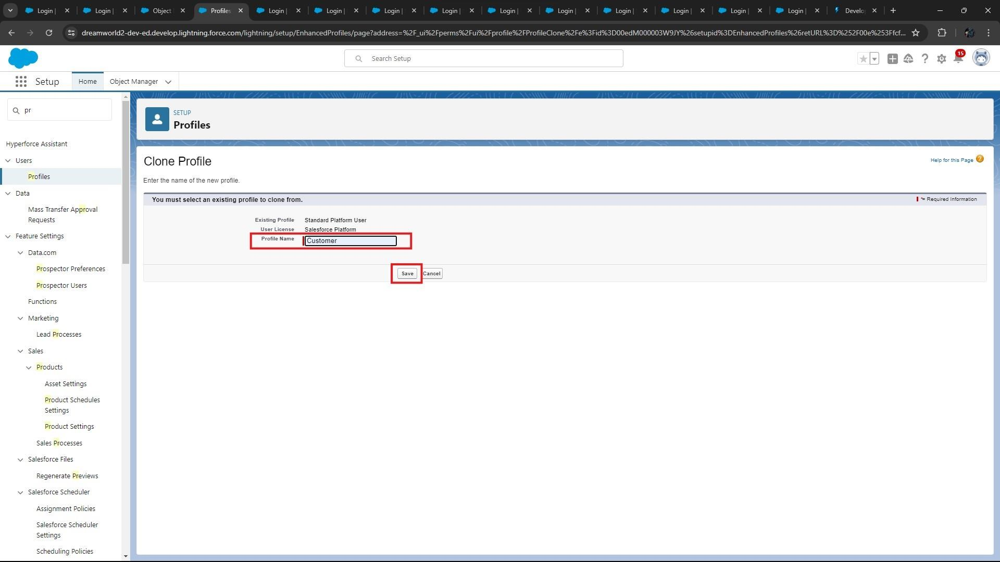 Login |
Login |
Object
Profiles
Login |
Login |
Login |
Login |
Login |
Login |
Login |
Login |
Login |
Login |
Develo
dreamworld2-dev-ed.develop.lightning.force.com/lightning/setup/EnhancedProfiles/page?address=%2F_ui%2Fperms%2Fui%2Fprofile%2FProfileClone%2Fe%3Fid%3D00edM000003W9JY%26setupid%3DEnhancedProfiles%26retURL%3D%252F00e%253Ffcf...
Search Setup
15
Setup
Home
Object Manager
pr
Hyperforce Assistant
Users
Profiles
Data
Mass Transfer Approval
Requests
Feature Settings
Data.com
Prospector Preferences
Prospector Users
Functions
Marketing
Lead Processes
Sales
Products
Asset Settings
Product Schedules
Settings
Product Settings
Sales Processes
Salesforce Files
Regenerate Previews
Salesforce Scheduler
Assignment Policies
Salesforce Scheduler
Settings
Scheduling Policies
SETUP
Profiles
Clone Profile
Help for this Page
Enter the name of the new profile.
You must select an existing profile to clone from.
= Required Information
Existing Profile Standard Platform User
User License Salesforce Platform
Profile Name Customer
Save Cancel